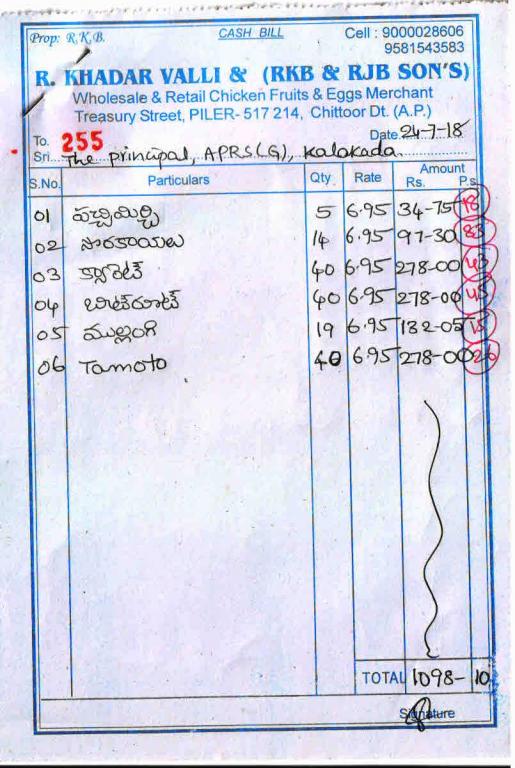 Prop: R.K.B. CASH BILL Cell : 9000028606
9581543583
R. KHADAR VALLI & (RKB & RJB SON'S)
Wholesale & Retail Chicken Fruits & Eggs Merchant
Treasury Street, PILER- 517 214, Chittoor Dt. (A.P.)
To. 255 Date 24-7-18
Sri... The principal, APRS(G), Kalakada
S.No. Particulars Qty Rate Amount
Rs. P.s
01 పచ్చిమిర్చి 5 6.95 34-75 18
02 సొరకాయలు 14 6.95 97-30 83
03 క్యారెట్ 40 6.95 278-00 43
04 బీట్‌రూట్ 40 6.95 278-00 45
05 ముల్లంగి 19 6.95 132-05 15
06 Tamoto 40 6.95 278-00 26
TOTAL 1098- 10
Signature